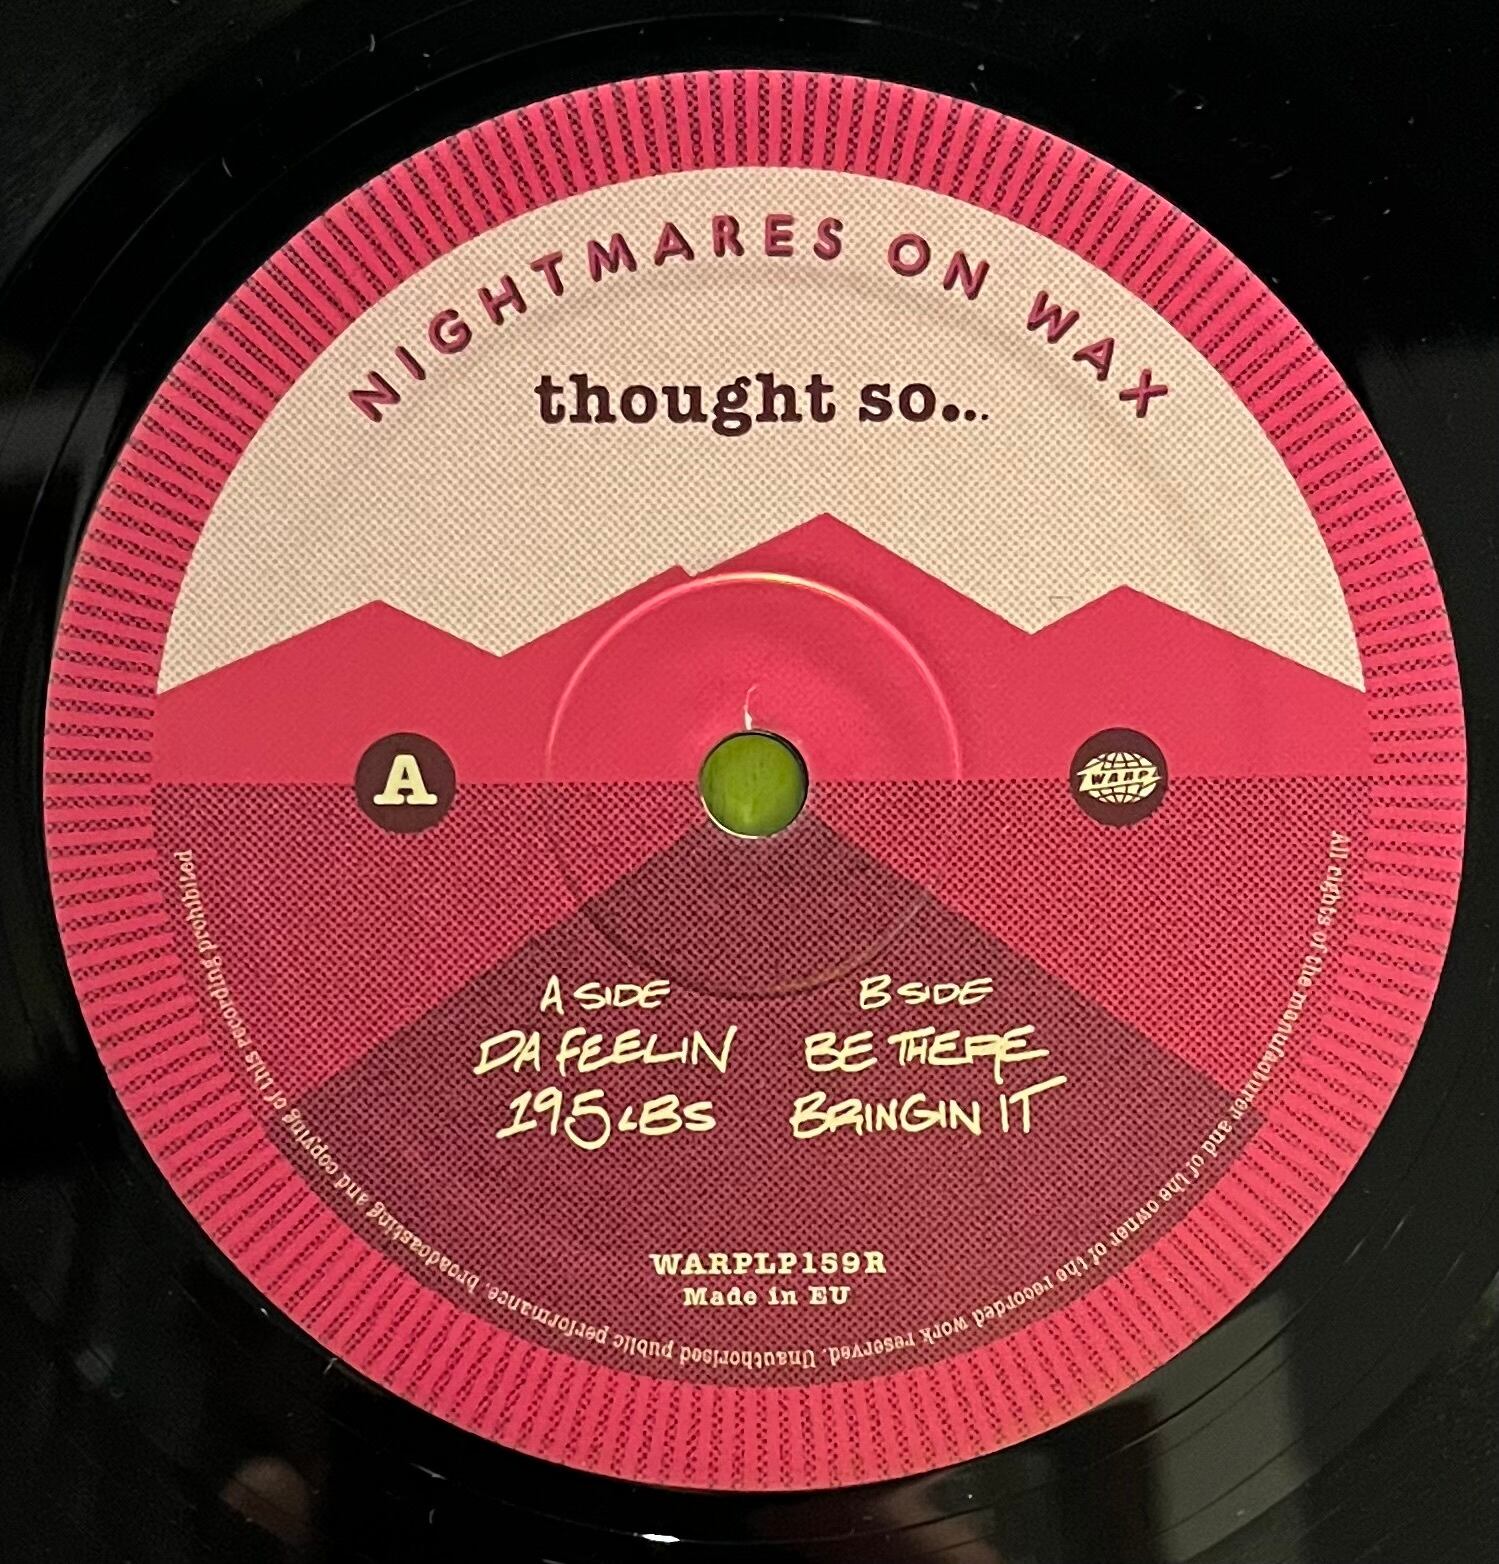 NIGHTMARES ON WAX
thought so...
A
WARP
A SIDE
DA FEELIN
195 LBS
B SIDE
BE THERE
BRINGIN IT
WARPLP159R
Made in EU
All rights of the manufacturer and of the owner of the recorded work reserved. Unauthorised public performance, broadcasting and copying of this recording prohibited